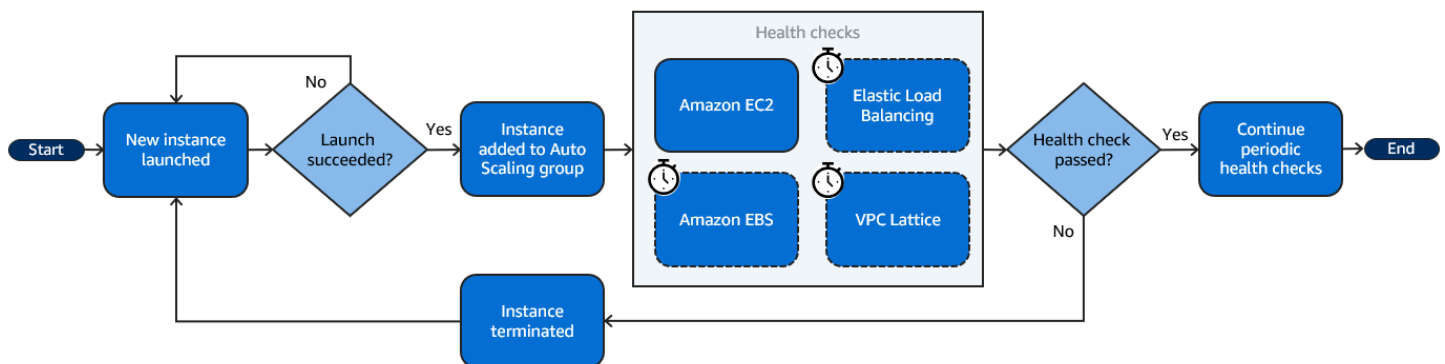 Start
New instance
launched
No
Launch
succeeded?
Yes
Instance
added to Auto
Scaling group
Health checks
Amazon EC2
Elastic Load
Balancing
Amazon EBS
VPC Lattice
Health check
passed?
Yes
Continue
periodic
health checks
End
No
Instance
terminated